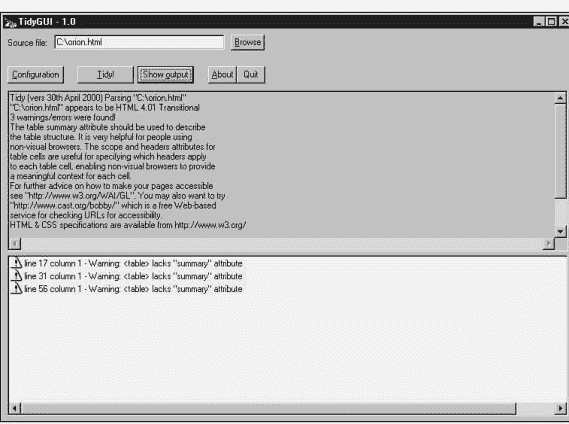 TidyGUI - 1.0
Source file: C:\orion.html Browse
Configuration Tidy! Show output About Quit
Tidy (vers 30th April 2000) Parsing "C:\orion.html"
"C:\orion.html" appears to be HTML 4.01 Transitional
3 warnings/errors were found!
The table summary attribute should be used to describe
the table structure. It is very helpful for people using
non-visual browsers. The scope and headers attributes for
table cells are useful for specifying which headers apply
to each table cell, enabling non-visual browsers to provide
a meaningful context for each cell.
For further advice on how to make your pages accessible
see "http://www.w3.org/WAI/GL". You may also want to try
"http://www.cast.org/bobby/" which is a free Web-based
service for checking URLs for accessibility.
HTML & CSS specifications are available from http://www.w3.org/
line 17 column 1 - Warning: <table> lacks "summary" attribute
line 31 column 1 - Warning: <table> lacks "summary" attribute
line 56 column 1 - Warning: <table> lacks "summary" attribute